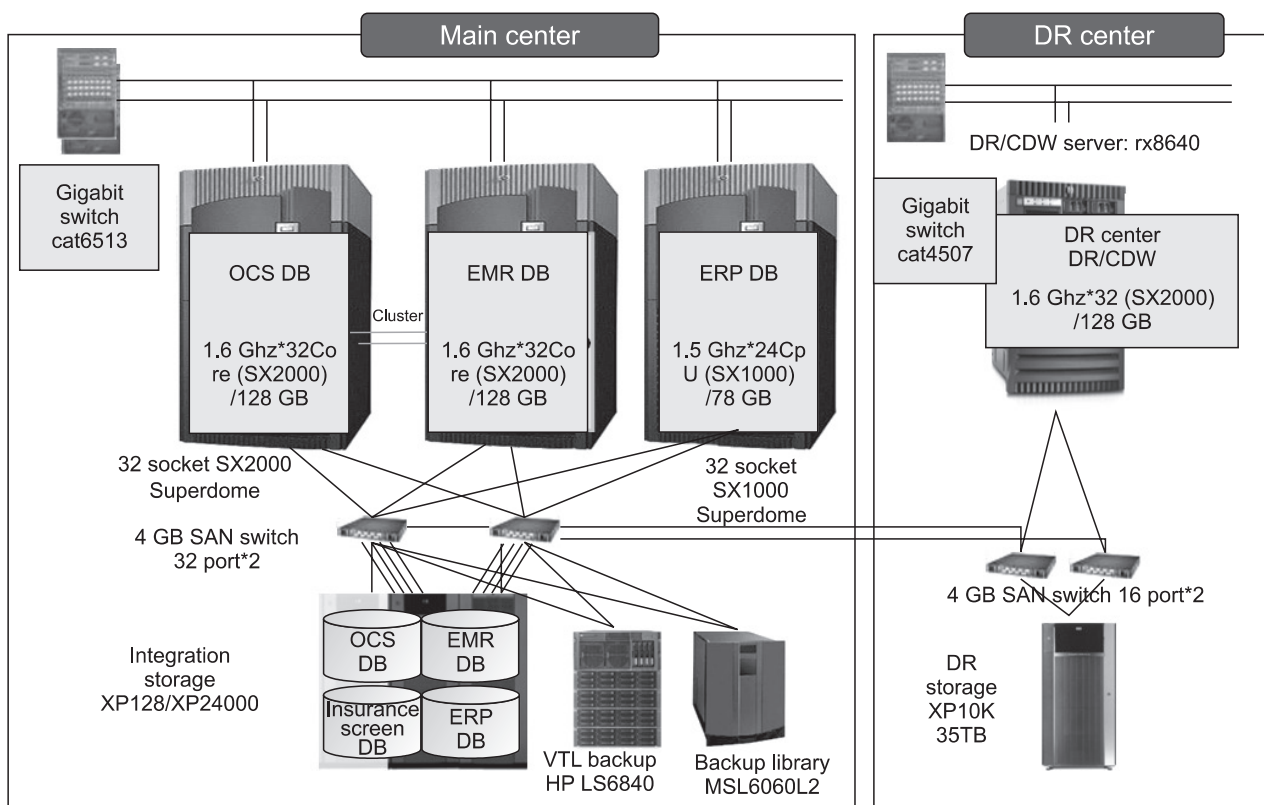 Main center
DR center
Gigabit
switch
cat6513
OCS DB
1.6 Ghz*32Co
re (SX2000)
/128 GB
Cluster
EMR DB
1.6 Ghz*32Co
re (SX2000)
/128 GB
ERP DB
1.5 Ghz*24Cp
U (SX1000)
/78 GB
32 socket SX2000
Superdome
32 socket
SX1000
Superdome
4 GB SAN switch
32 port*2
Integration
storage
XP128/XP24000
OCS
DB
EMR
DB
Insurance
screen
DB
ERP
DB
VTL backup
HP LS6840
Backup library
MSL6060L2
DR/CDW server: rx8640
Gigabit
switch
cat4507
DR center
DR/CDW
1.6 Ghz*32 (SX2000)
/128 GB
4 GB SAN switch 16 port*2
DR
storage
XP10K
35TB